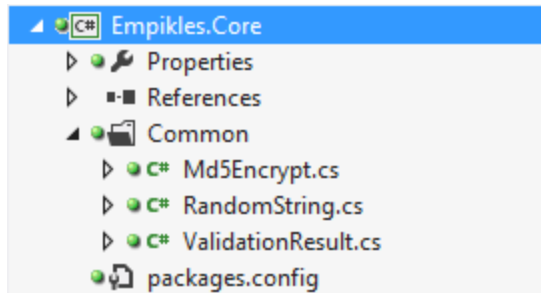 C# Empikles.Core
Properties
References
Common
C# Md5Encrypt.cs
C# RandomString.cs
C# ValidationResult.cs
packages.config